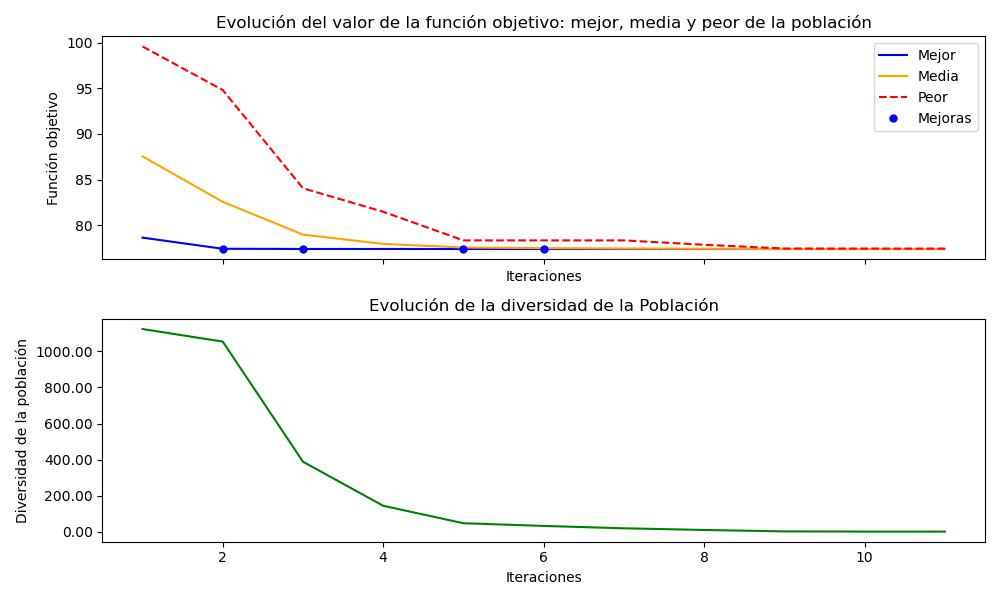 Evolución del valor de la función objetivo: mejor, media y peor de la población
100
95
90
85
80
Función objetivo
Mejor
Media
Peor
Mejoras
Iteraciones
Evolución de la diversidad de la Población
1000.00
800.00
600.00
400.00
200.00
0.00
Diversidad de la población
2
4
6
8
10
Iteraciones